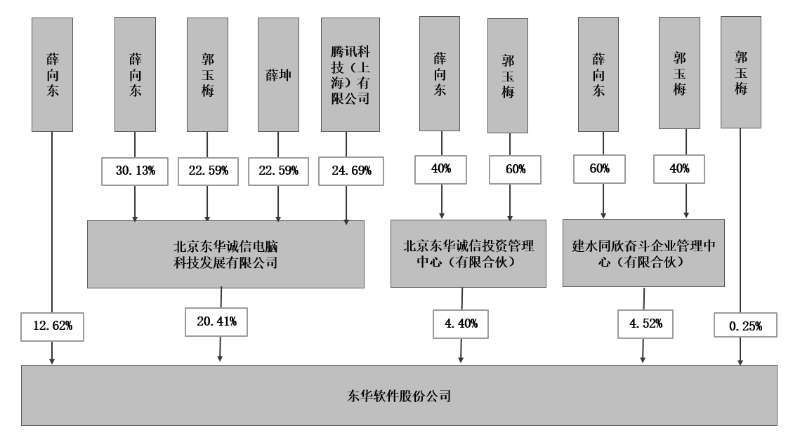 薛
向
东
薛
向
东
郭
玉
梅
薛坤
腾讯科
技（上
海）有
限公司
薛
向
东
郭
玉
梅
薛
向
东
郭
玉
梅
郭
玉
梅
30.13%
22.59%
22.59%
24.69%
40%
60%
60%
40%
北京东华诚信电脑
科技发展有限公司
北京东华诚信投资管理
中心（有限合伙）
建水同欣奋斗企业管理中
心（有限合伙）
12.62%
20.41%
4.40%
4.52%
0.25%
东华软件股份公司